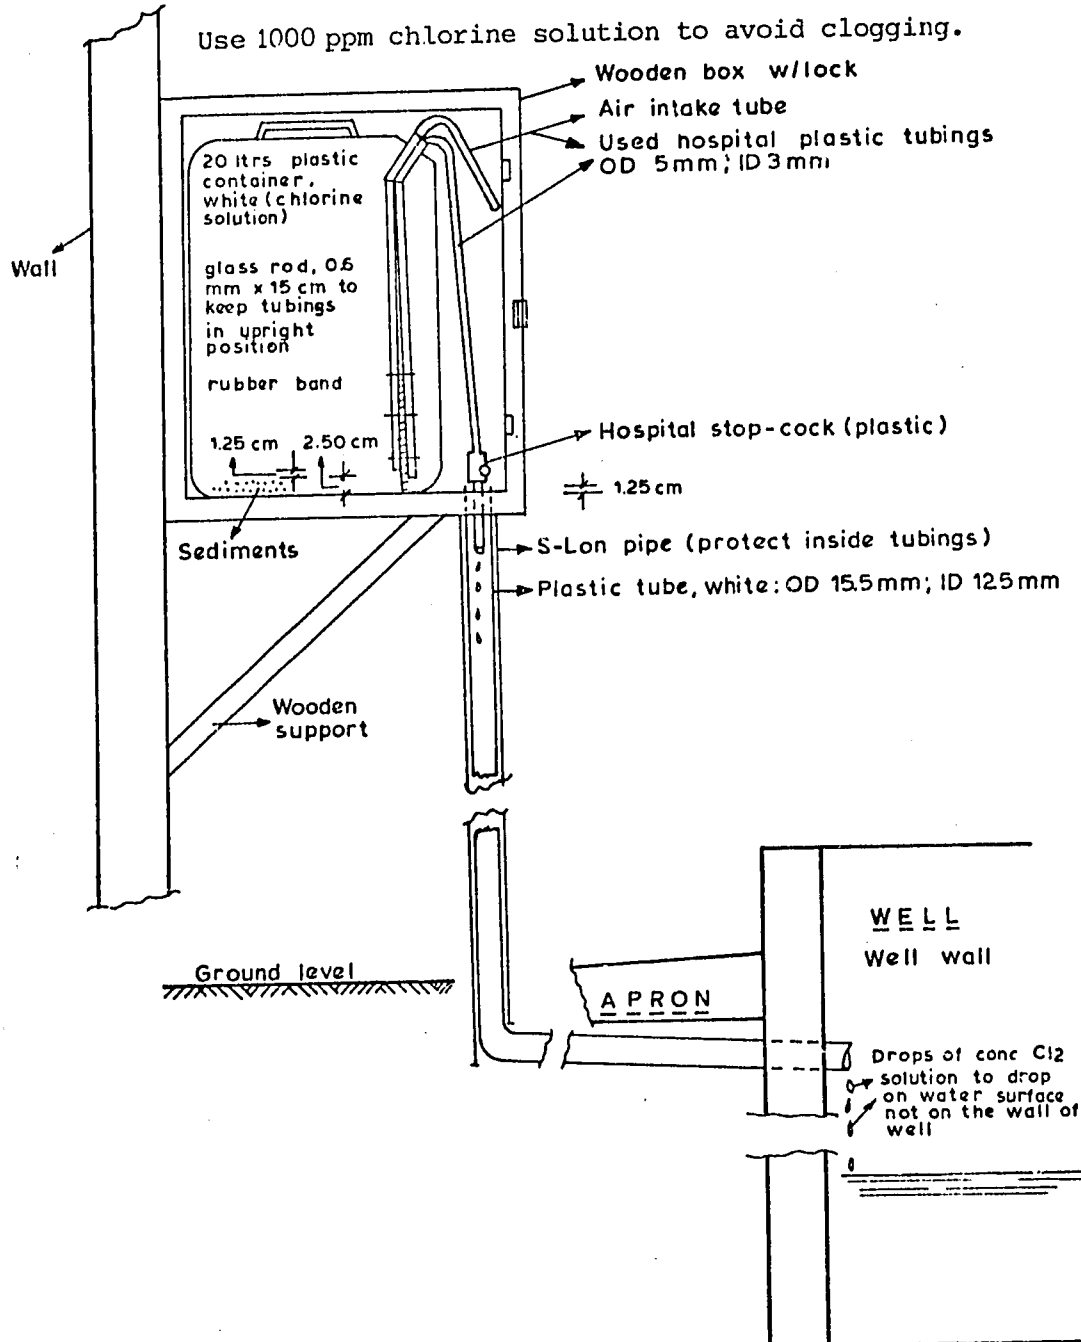 Use 1000 ppm chlorine solution to avoid clogging.
Wooden box w/lock
Air intake tube
Used hospital plastic tubings
OD 5mm; ID 3mm
20 ltrs plastic
container,
white (chlorine
solution)
Wall
glass rod, 0.6
mm x 15 cm to
keep tubings
in upright
position
rubber band
1.25 cm 2.50 cm
Hospital stop-cock (plastic)
1.25 cm
Sediments
S-Lon pipe (protect inside tubings)
Plastic tube, white: OD 15.5mm; ID 125mm
Wooden
support
WELL
Well wall
Ground level
APRON
Drops of conc Cl2
solution to drop
on water surface
not on the wall of
well